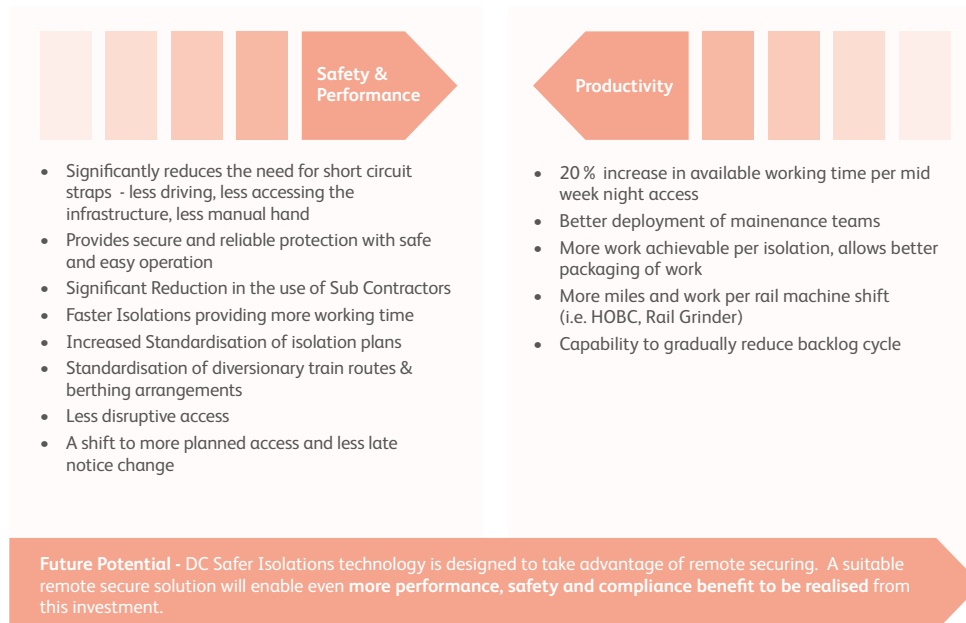 Safety &
Performance
• Significantly reduces the need for short circuit
straps - less driving, less accessing the
infrastructure, less manual hand
• Provides secure and reliable protection with safe
and easy operation
• Significant Reduction in the use of Sub Contractors
• Faster Isolations providing more working time
• Increased Standardisation of isolation plans
• Standardisation of diversionary train routes &
berthing arrangements
• Less disruptive access
• A shift to more planned access and less late
notice change
Productivity
• 20% increase in available working time per mid
week night access
• Better deployment of mainenance teams
• More work achievable per isolation, allows better
packaging of work
• More miles and work per rail machine shift
(i.e. HOBC, Rail Grinder)
• Capability to gradually reduce backlog cycle
Future Potential - DC Safer Isolations technology is designed to take advantage of remote securing. A suitable
remote secure solution will enable even more performance, safety and compliance benefit to be realised from
this investment.